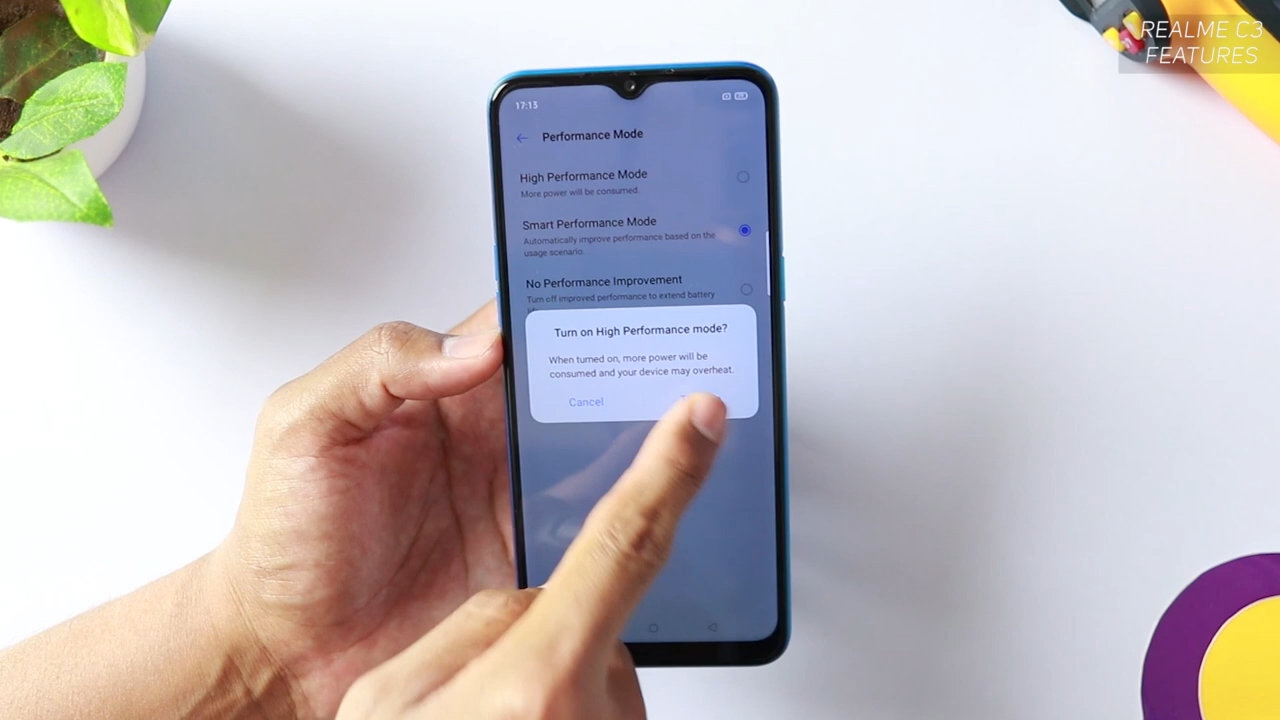 REALME C3
FEATURES
17:13
Performance Mode
High Performance Mode
More power will be consumed.
Smart Performance Mode
Automatically improve performance based on the
usage scenario.
No Performance Improvement
Turn off improved performance to extend battery
Turn on High Performance mode?
When turned on, more power will be
consumed and your device may overheat.
Cancel